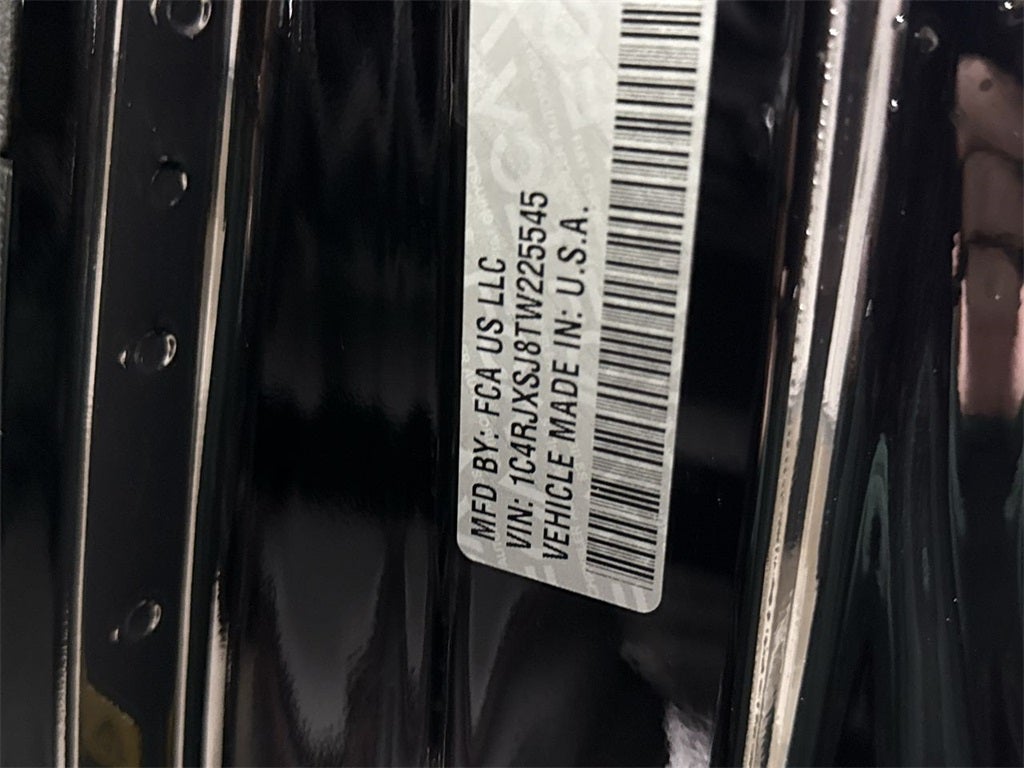 MFD BY: FCA US LLC
VIN: 1C4RJXSJ8TW225545
VEHICLE MADE IN: U.S.A.